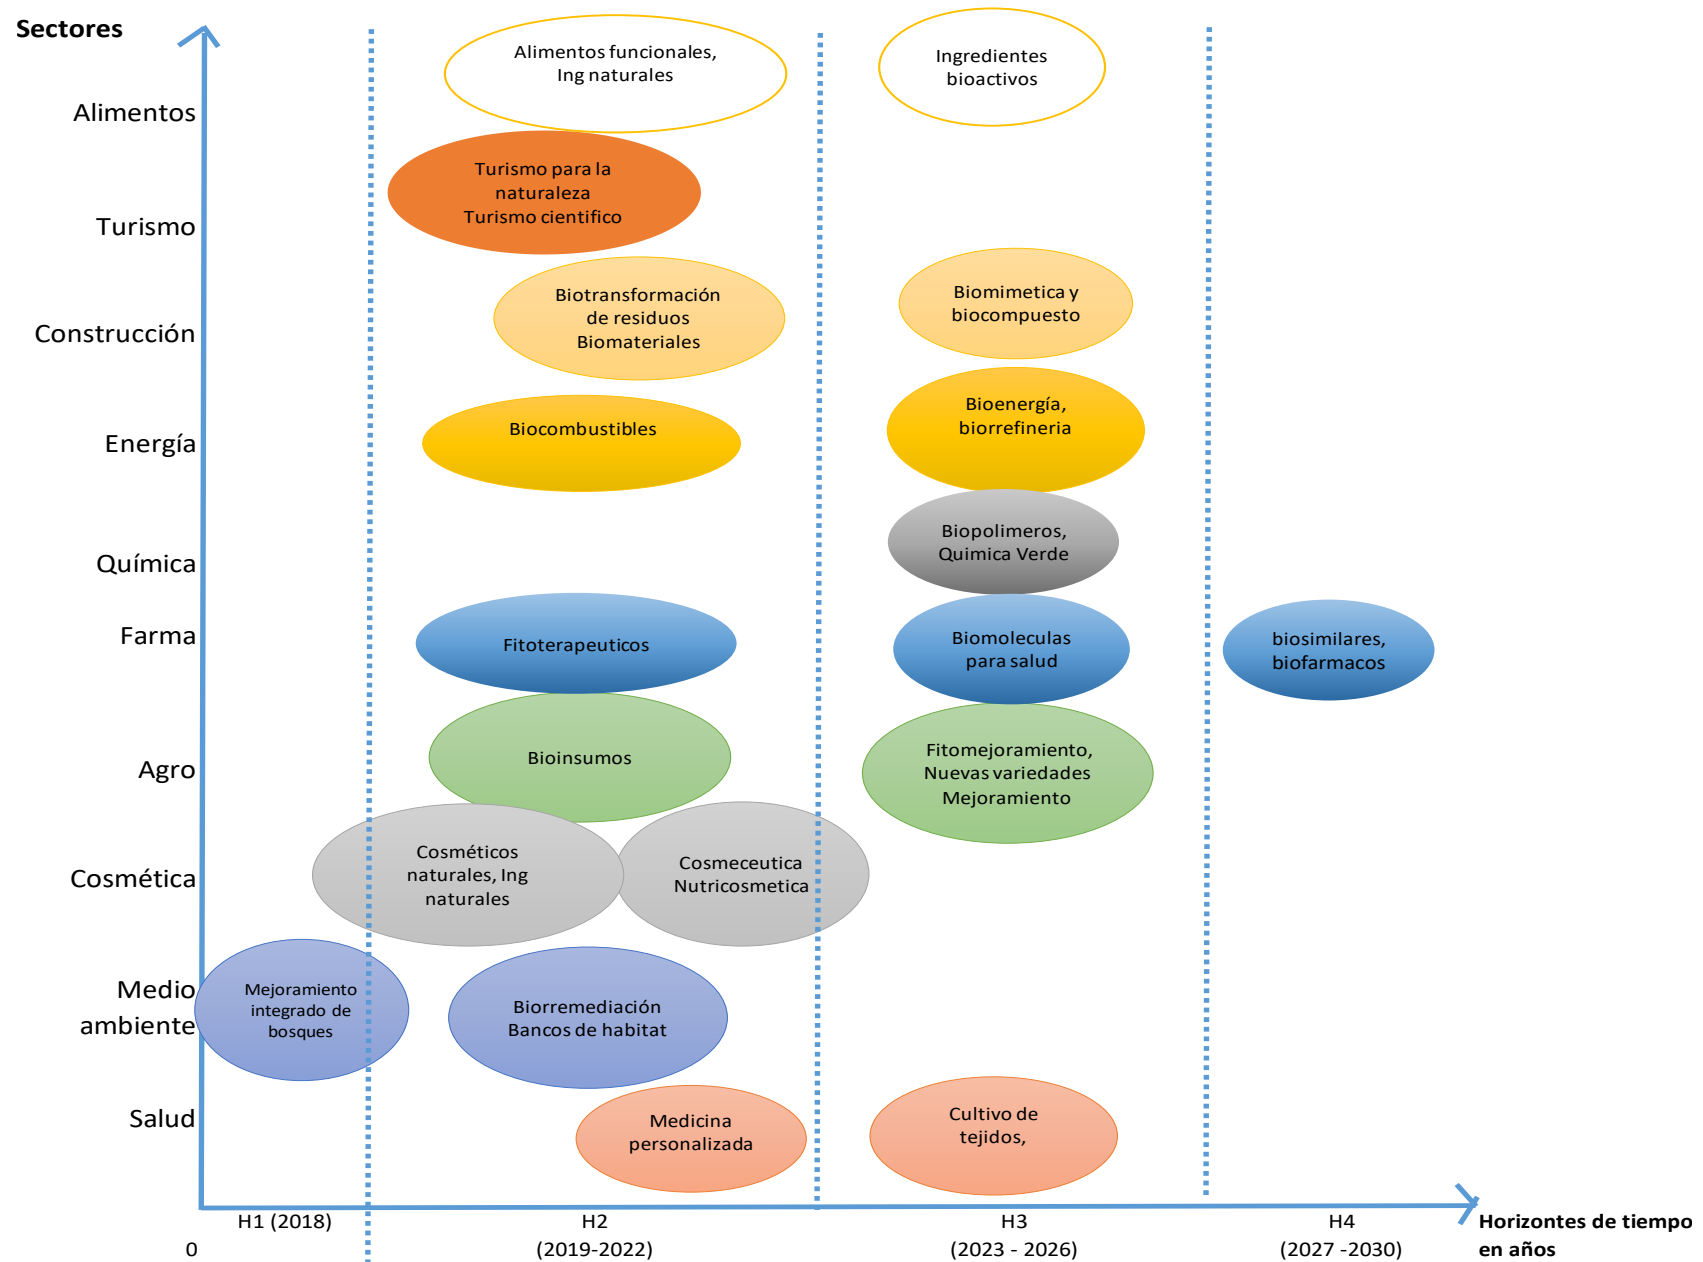 Sectores
Alimentos funcionales,
Ing naturales
Ingredientes
bioactivos
Alimentos
Turismo para la
naturaleza
Turismo cientifico
Turismo
Biotransformación
de residuos
Biomateriales
Biomimetica y
biocompuesto
Construcción
Biocombustibles
Bioenergía,
biorrefineria
Energía
Biopolimeros,
Quimica Verde
Química
Farma
Fitoterapeuticos
Biomoleculas
para salud
biosimilares,
biofarmacos
Bioinsumos
Fitomejoramiento,
Nuevas variedades
Mejoramiento
Agro
Cosméticos
naturales, Ing
naturales
Cosmeceutica
Nutricosmetica
Cosmética
Medio
ambiente
Mejoramiento
integrado de
bosques
Biorremediación
Bancos de habitat
Salud
Medicina
personalizada
Cultivo de
tejidos,
H1 (2018)
H2
(2019-2022)
H3
(2023 - 2026)
H4
(2027 -2030)
0
Horizontes de tiempo
en años